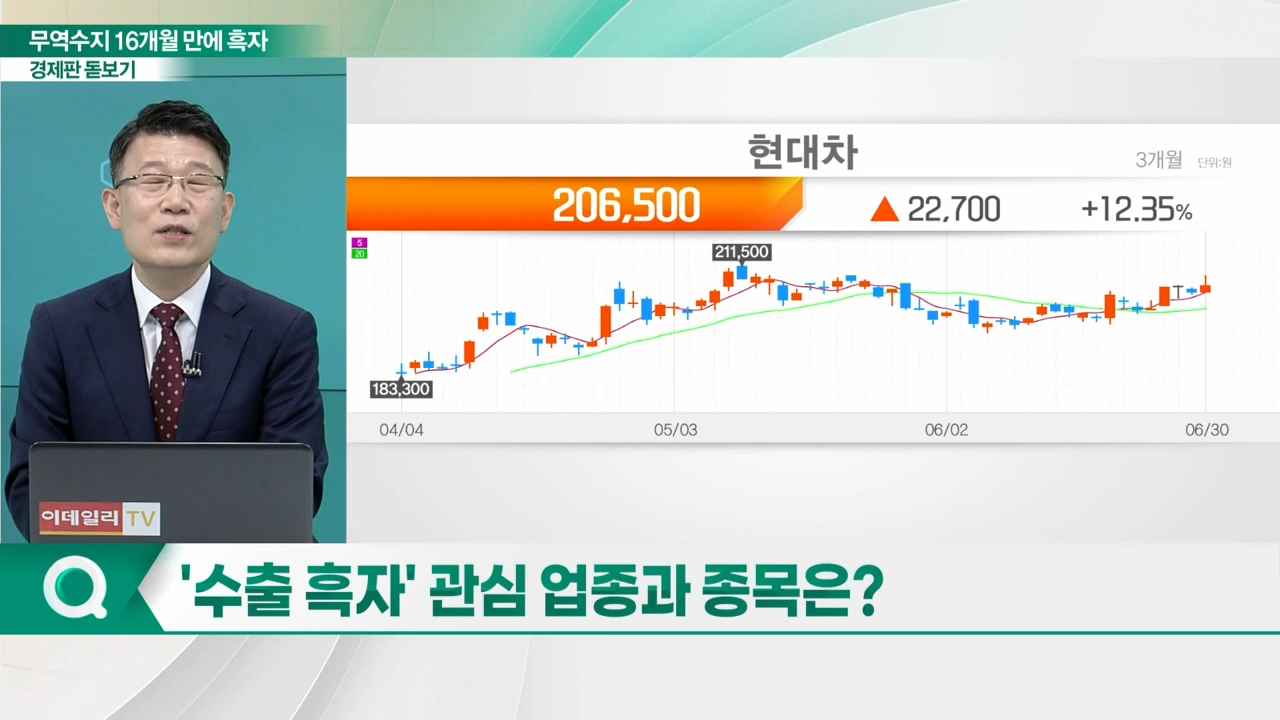 무역수지 16개월 만에 흑자
경제판 돋보기
현대차
3개월 단위:원
206,500 ▲ 22,700 +12.35%
5
20
211,500
183,300
04/04 05/03 06/02 06/30
이데일리 TV
Q '수출 흑자' 관심 업종과 종목은?